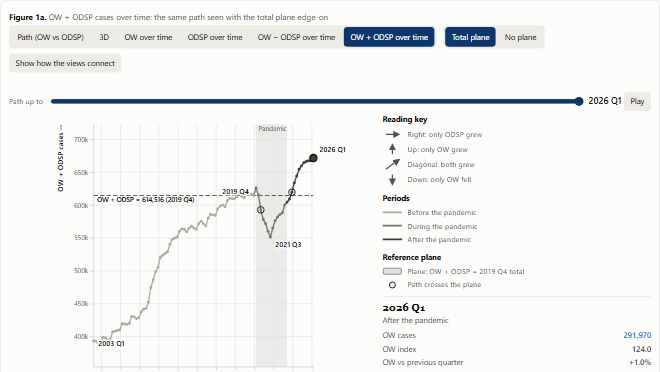 Figure 1a. OW + ODSP cases over time: the same path seen with the total plane edge-on
Path (OW vs ODSP) 3D OW over time ODSP over time OW − ODSP over time OW + ODSP over time Total plane No plane
Show how the views connect
Path up to 2026 Q1 Play
OW + ODSP cases →
700k
650k
600k
550k
500k
450k
400k
Pandemic
2026 Q1
2019 Q4
OW + ODSP = 614,516 (2019 Q4)
2021 Q3
2003 Q1
Reading key
Right: only ODSP grew
Up: only OW grew
Diagonal: both grew
Down: only OW fell
Periods
Before the pandemic
During the pandemic
After the pandemic
Reference plane
Plane: OW + ODSP = 2019 Q4 total
Path crosses the plane
2026 Q1
After the pandemic
OW cases 291,970
OW index 124.0
OW vs previous quarter +1.0%